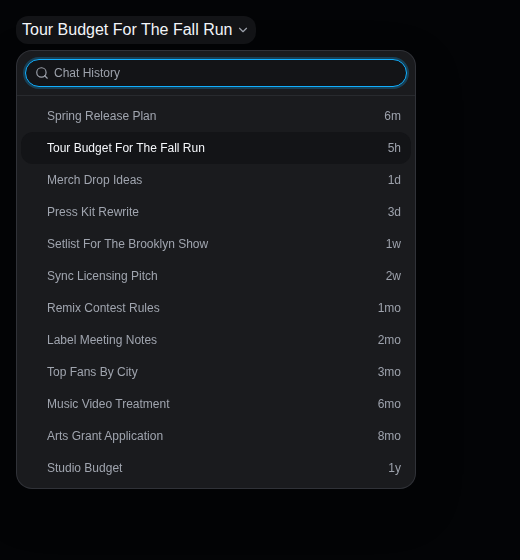 Tour Budget For The Fall Run
Chat History
Spring Release Plan 6m
Tour Budget For The Fall Run 5h
Merch Drop Ideas 1d
Press Kit Rewrite 3d
Setlist For The Brooklyn Show 1w
Sync Licensing Pitch 2w
Remix Contest Rules 1mo
Label Meeting Notes 2mo
Top Fans By City 3mo
Music Video Treatment 6mo
Arts Grant Application 8mo
Studio Budget 1y